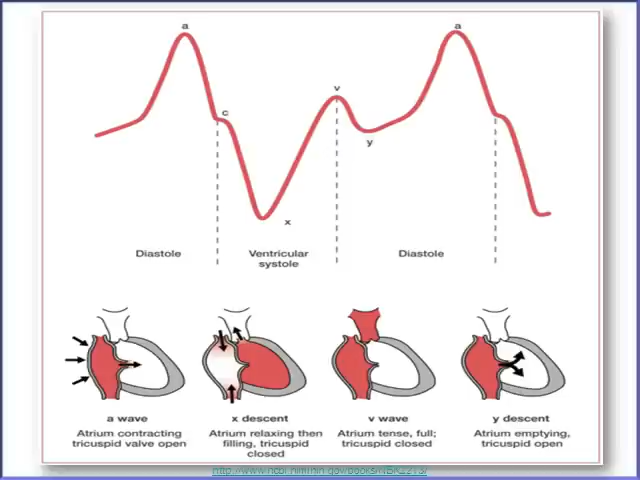 a
a
v
c
y
x
Diastole
Ventricular
systole
Diastole
a wave
x descent
v wave
y descent
Atrium contracting
tricuspid valve open
Atrium relaxing then
filling, tricuspid
closed
Atrium tense, full;
tricuspid closed
Atrium emptying,
tricuspid open